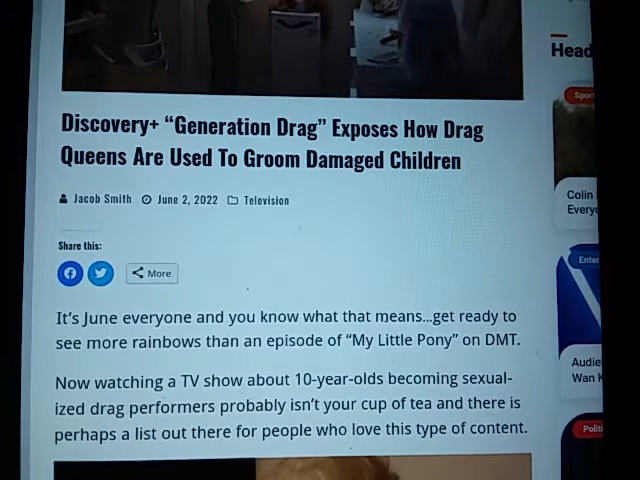 Discovery+ “Generation Drag” Exposes How Drag
Queens Are Used To Groom Damaged Children
Jacob Smith June 2, 2022 Television
Share this:
More
It’s June everyone and you know what that means...get ready to
see more rainbows than an episode of “My Little Pony” on DMT.
Now watching a TV show about 10-year-olds becoming sexual-
ized drag performers probably isn’t your cup of tea and there is
perhaps a list out there for people who love this type of content.
Head
Spor
Colin
Everyo
Enter
Audie
Wan K
Politi